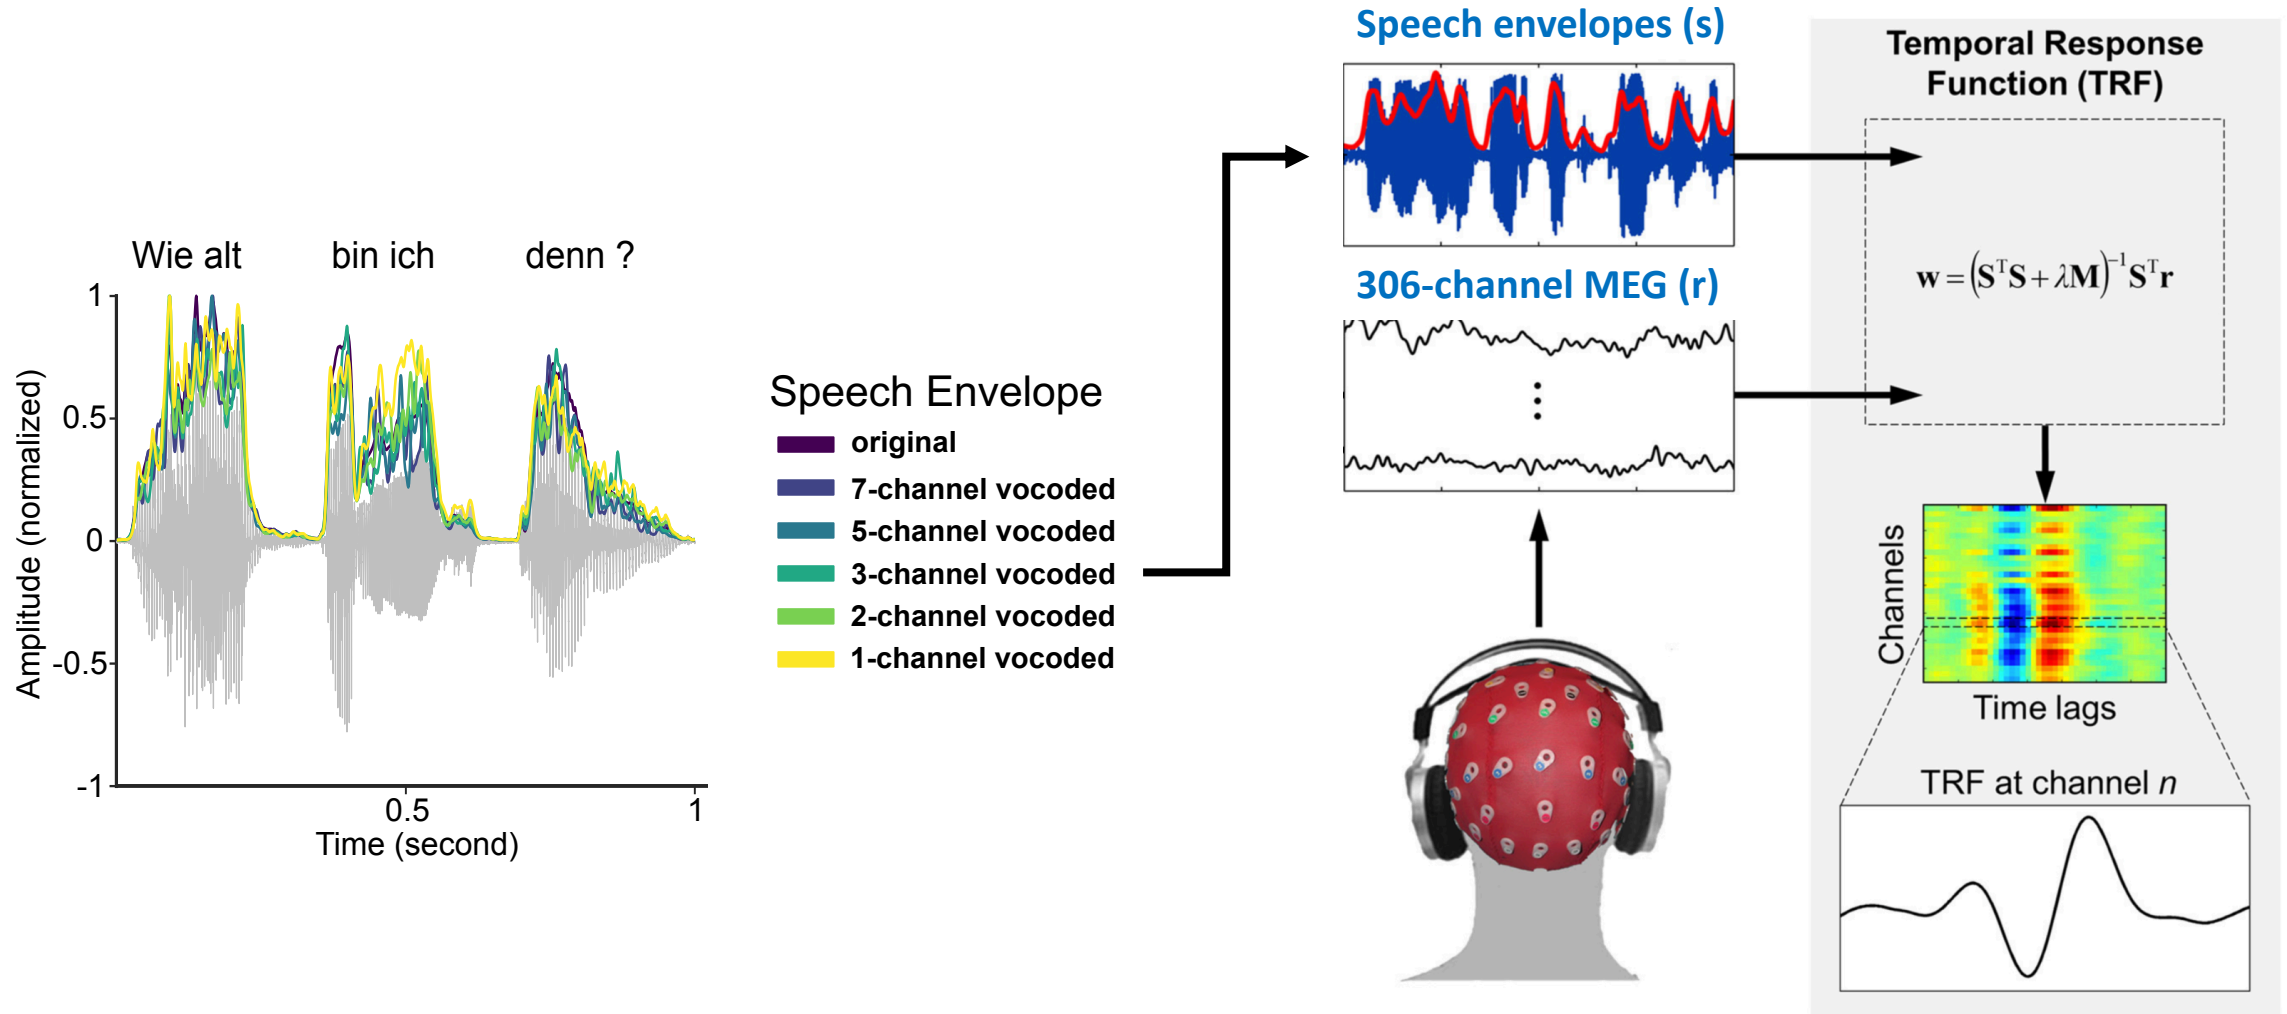 Wie alt bin ich denn ?
1
0.5
0
-0.5
-1
Amplitude (normalized)
0.5
1
Time (second)
Speech Envelope
original
7-channel vocoded
5-channel vocoded
3-channel vocoded
2-channel vocoded
1-channel vocoded
Speech envelopes (s)
306-channel MEG (r)
Temporal Response
Function (TRF)
w = (SᵀS + λM)⁻¹ Sᵀr
Channels
Time lags
TRF at channel n